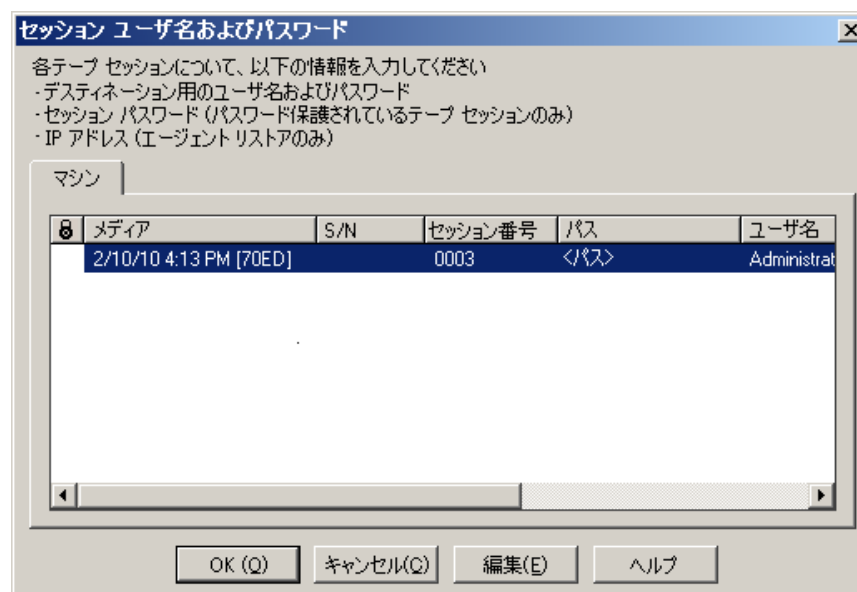 セッション ユーザ名およびパスワード
各テープ セッションについて、以下の情報を入力してください
- デスティネーション用のユーザ名およびパスワード
- セッション パスワード (パスワード保護されているテープ セッションのみ)
- IP アドレス (エージェント リストアのみ)
マシン
メディア S/N セッション番号 パス ユーザ名
2/10/10 4:13 PM [70ED] 0003 <パス> Administrat
OK (O) キャンセル(C) 編集(E) ヘルプ